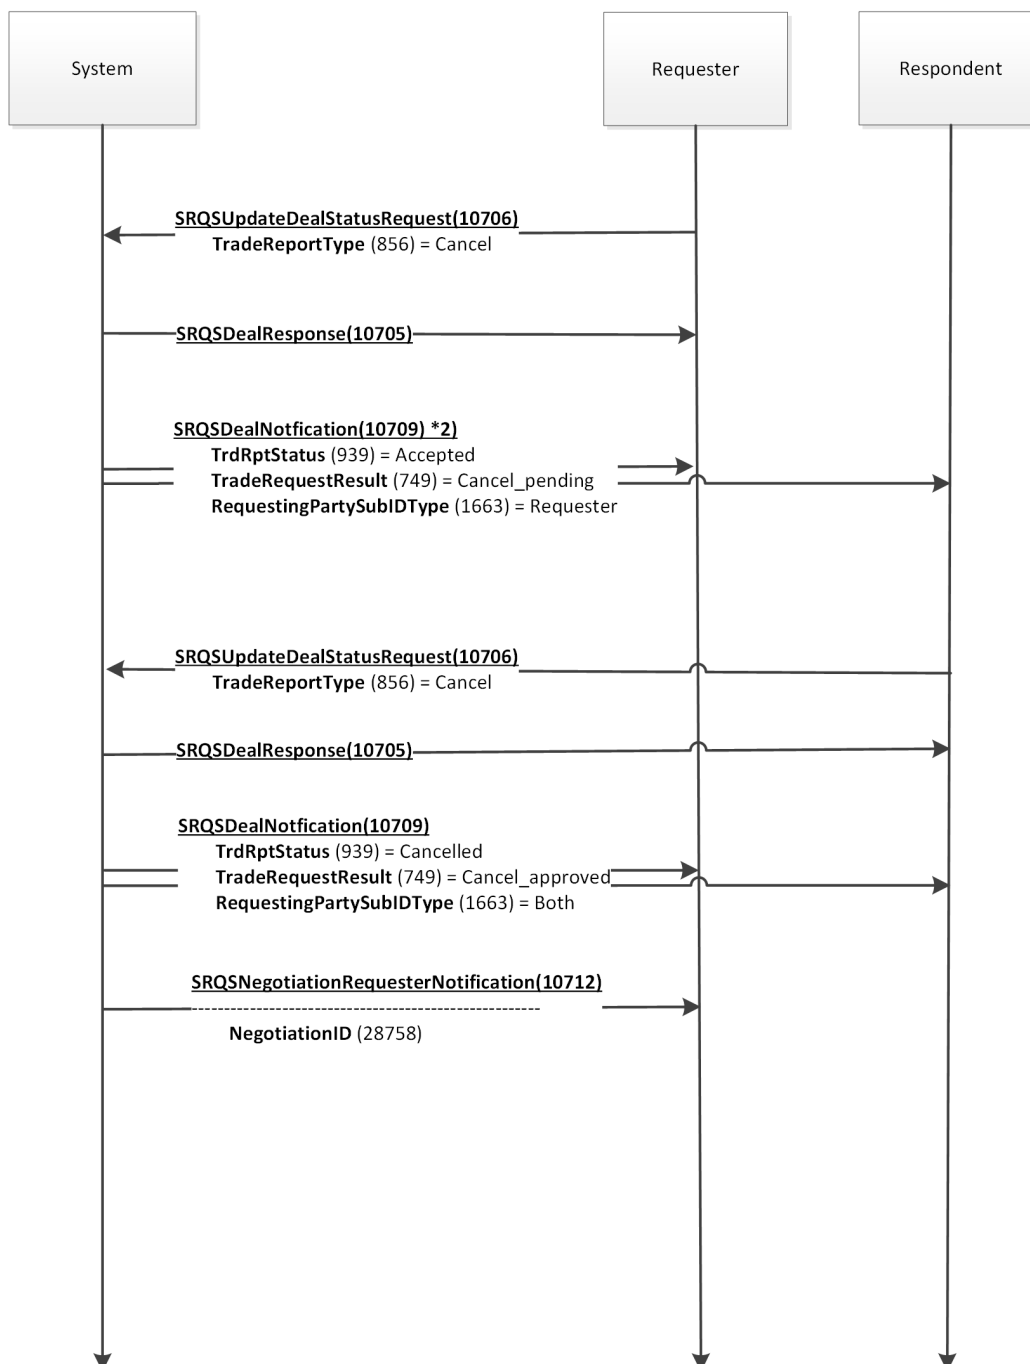 System
Requester
Respondent
SRQSUpdateDealStatusRequest(10706)
TradeReportType (856) = Cancel
SRQSDealResponse(10705)
SRQSDealNotfication(10709) *2)
TrdRptStatus (939) = Accepted
TradeRequestResult (749) = Cancel_pending
RequestingPartySubIDType (1663) = Requester
SRQSUpdateDealStatusRequest(10706)
TradeReportType (856) = Cancel
SRQSDealResponse(10705)
SRQSDealNotfication(10709)
TrdRptStatus (939) = Cancelled
TradeRequestResult (749) = Cancel_approved
RequestingPartySubIDType (1663) = Both
SRQSNegotiationRequesterNotification(10712)
NegotiationID (28758)